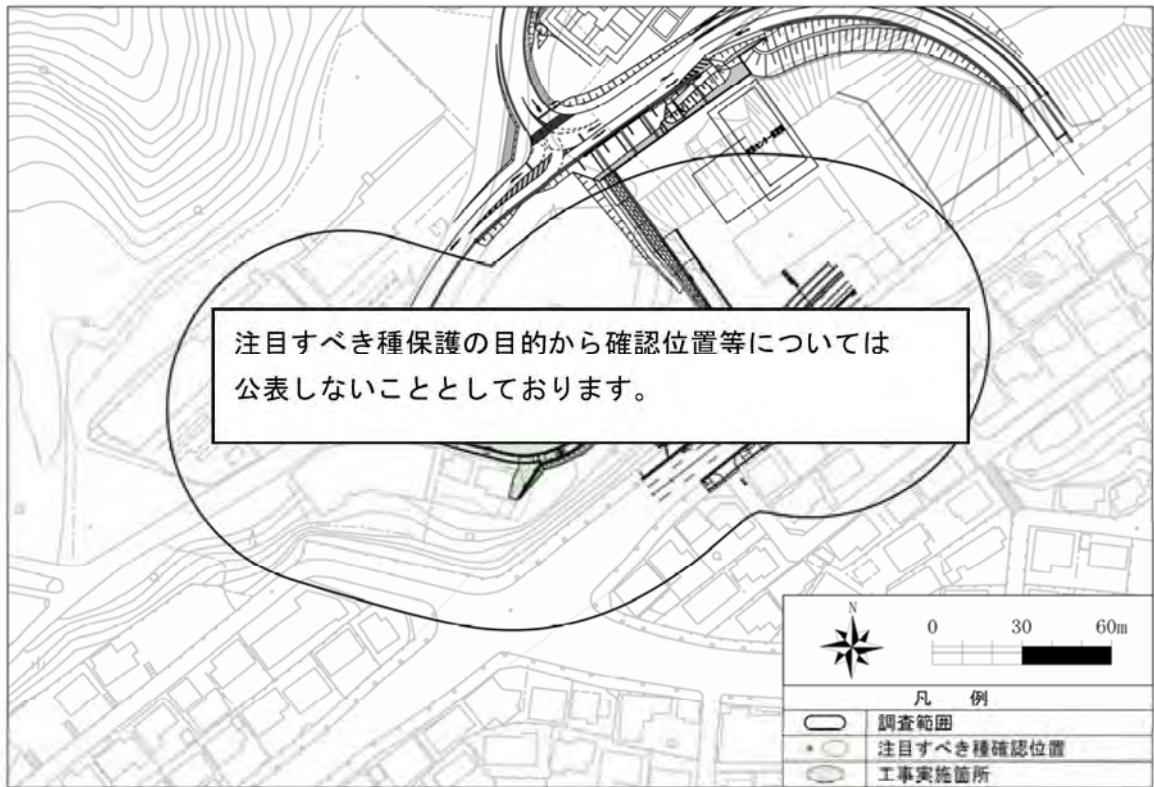 注目すべき種保護の目的から確認位置等については
公表しないこととしております。
N
0 30 60m
凡 例
調査範囲
注目すべき種確認位置
工事実施箇所